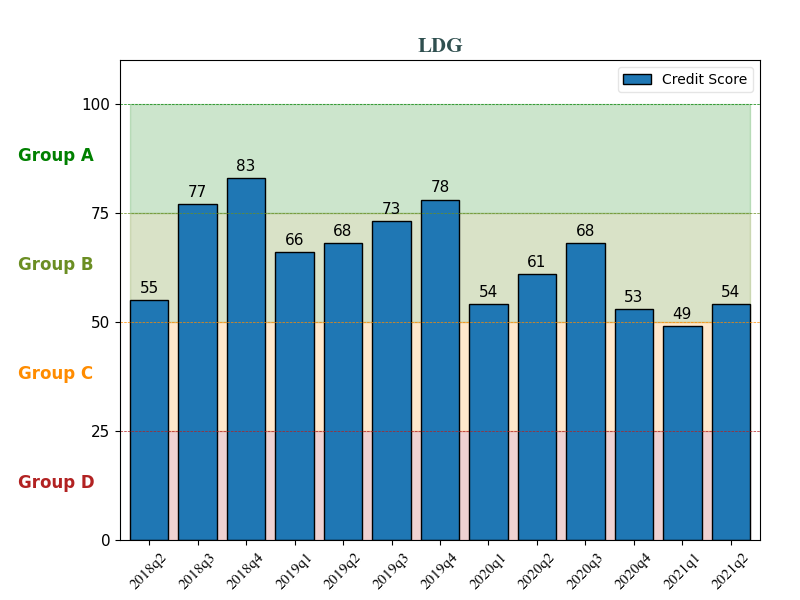 LDG
Credit Score
100
75
50
25
0
Group A
Group B
Group C
Group D
55
77
83
66
68
73
78
54
61
68
53
49
54
2018q2
2018q3
2018q4
2019q1
2019q2
2019q3
2019q4
2020q1
2020q2
2020q3
2020q4
2021q1
2021q2